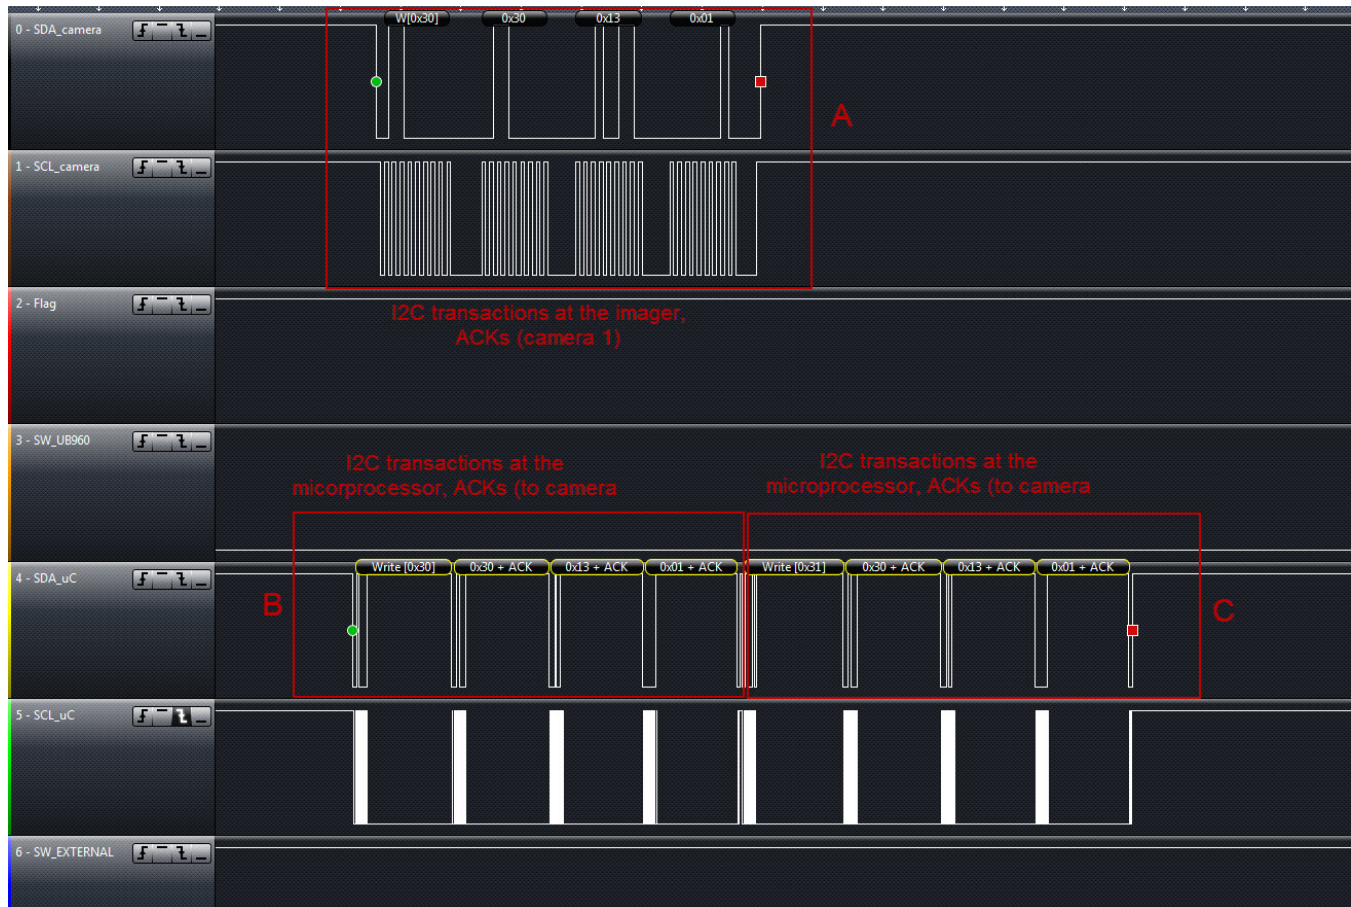 W[0x30] 0x30 0x13 0x01
0 - SDA_camera
A
1 - SCL_camera
I2C transactions at the imager,
ACKs (camera 1)
2 - Flag
3 - SW_UB960
I2C transactions at the
micorprocessor, ACKs (to camera
I2C transactions at the
microprocessor, ACKs (to camera
Write [0x30] 0x30 + ACK 0x13 + ACK 0x01 + ACK Write [0x31] 0x30 + ACK 0x13 + ACK 0x01 + ACK
4 - SDA_uC
B
C
5 - SCL_uC
6 - SW_EXTERNAL